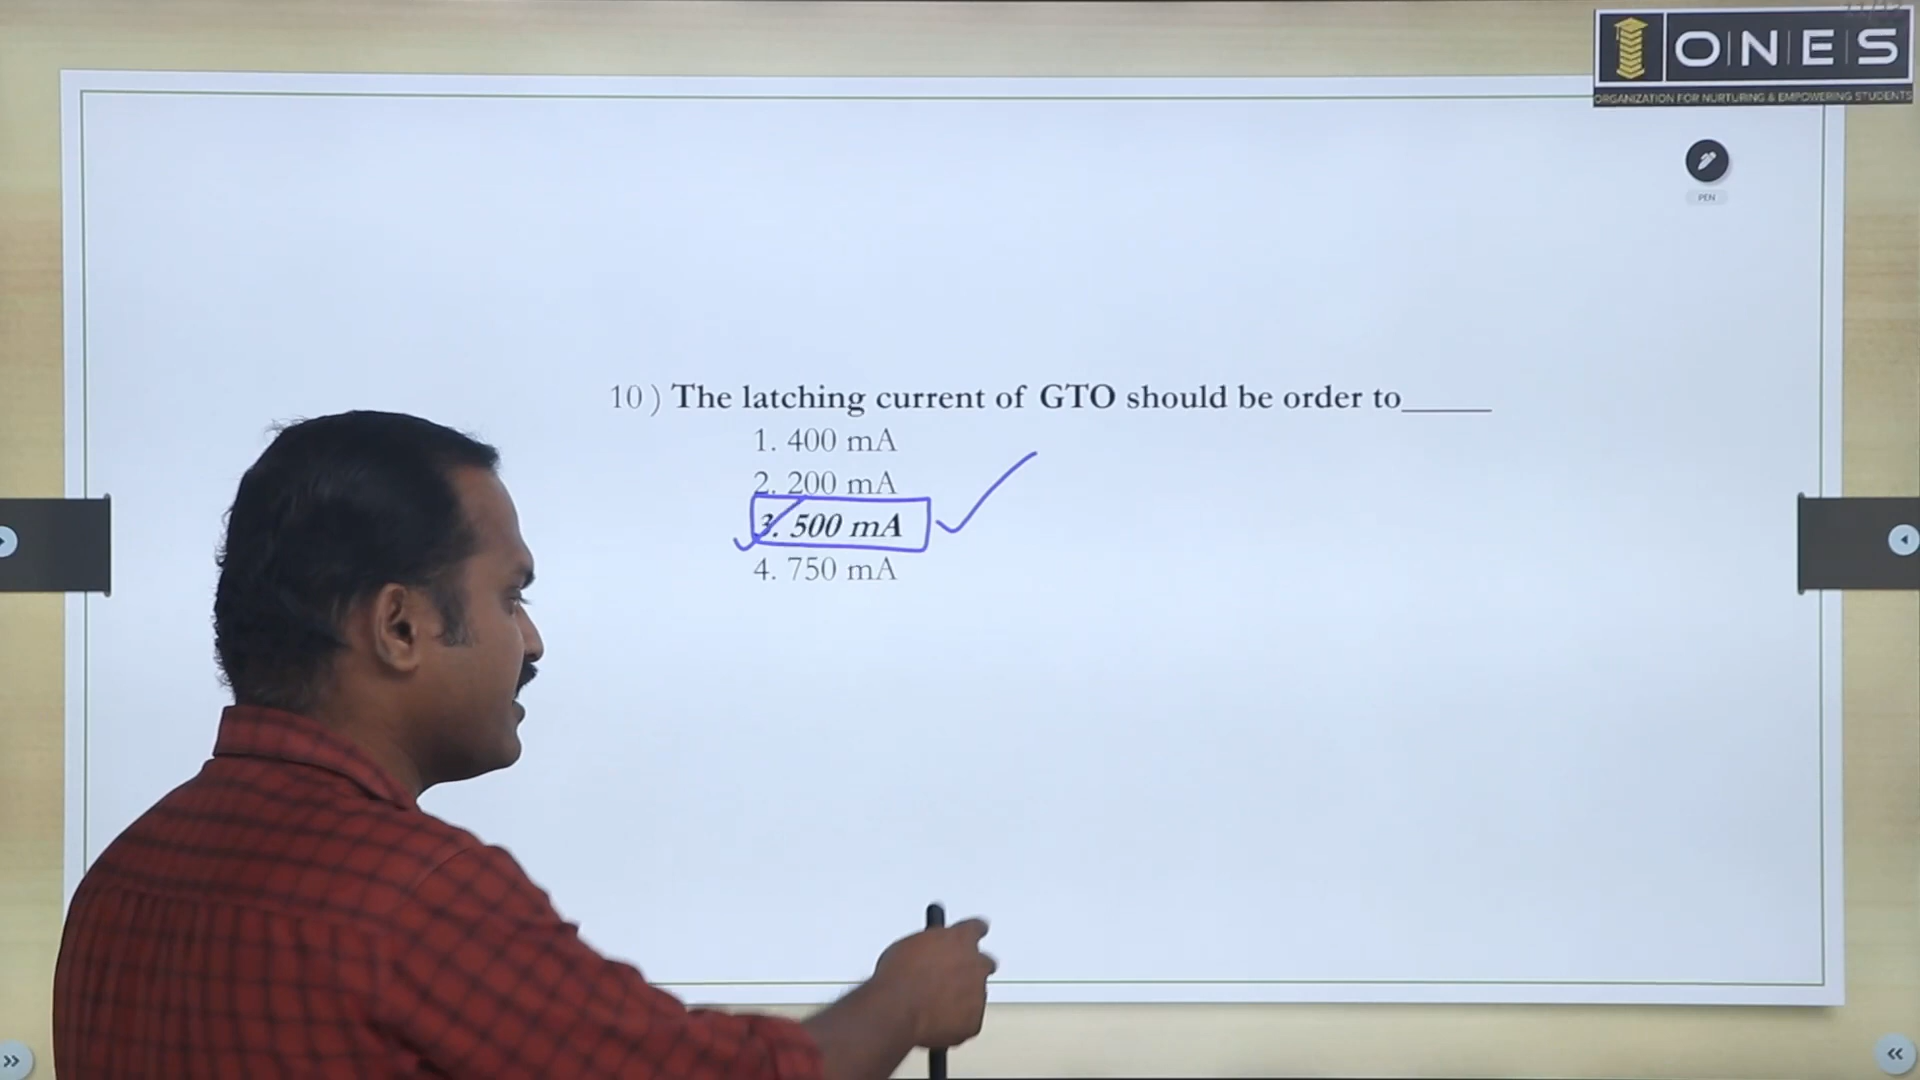 ONES
ORGANIZATION FOR NURTURING & EMPOWERING STUDENTS
PEN
10 ) The latching current of GTO should be order to_____
1. 400 mA
2. 200 mA
3. 500 mA
4. 750 mA